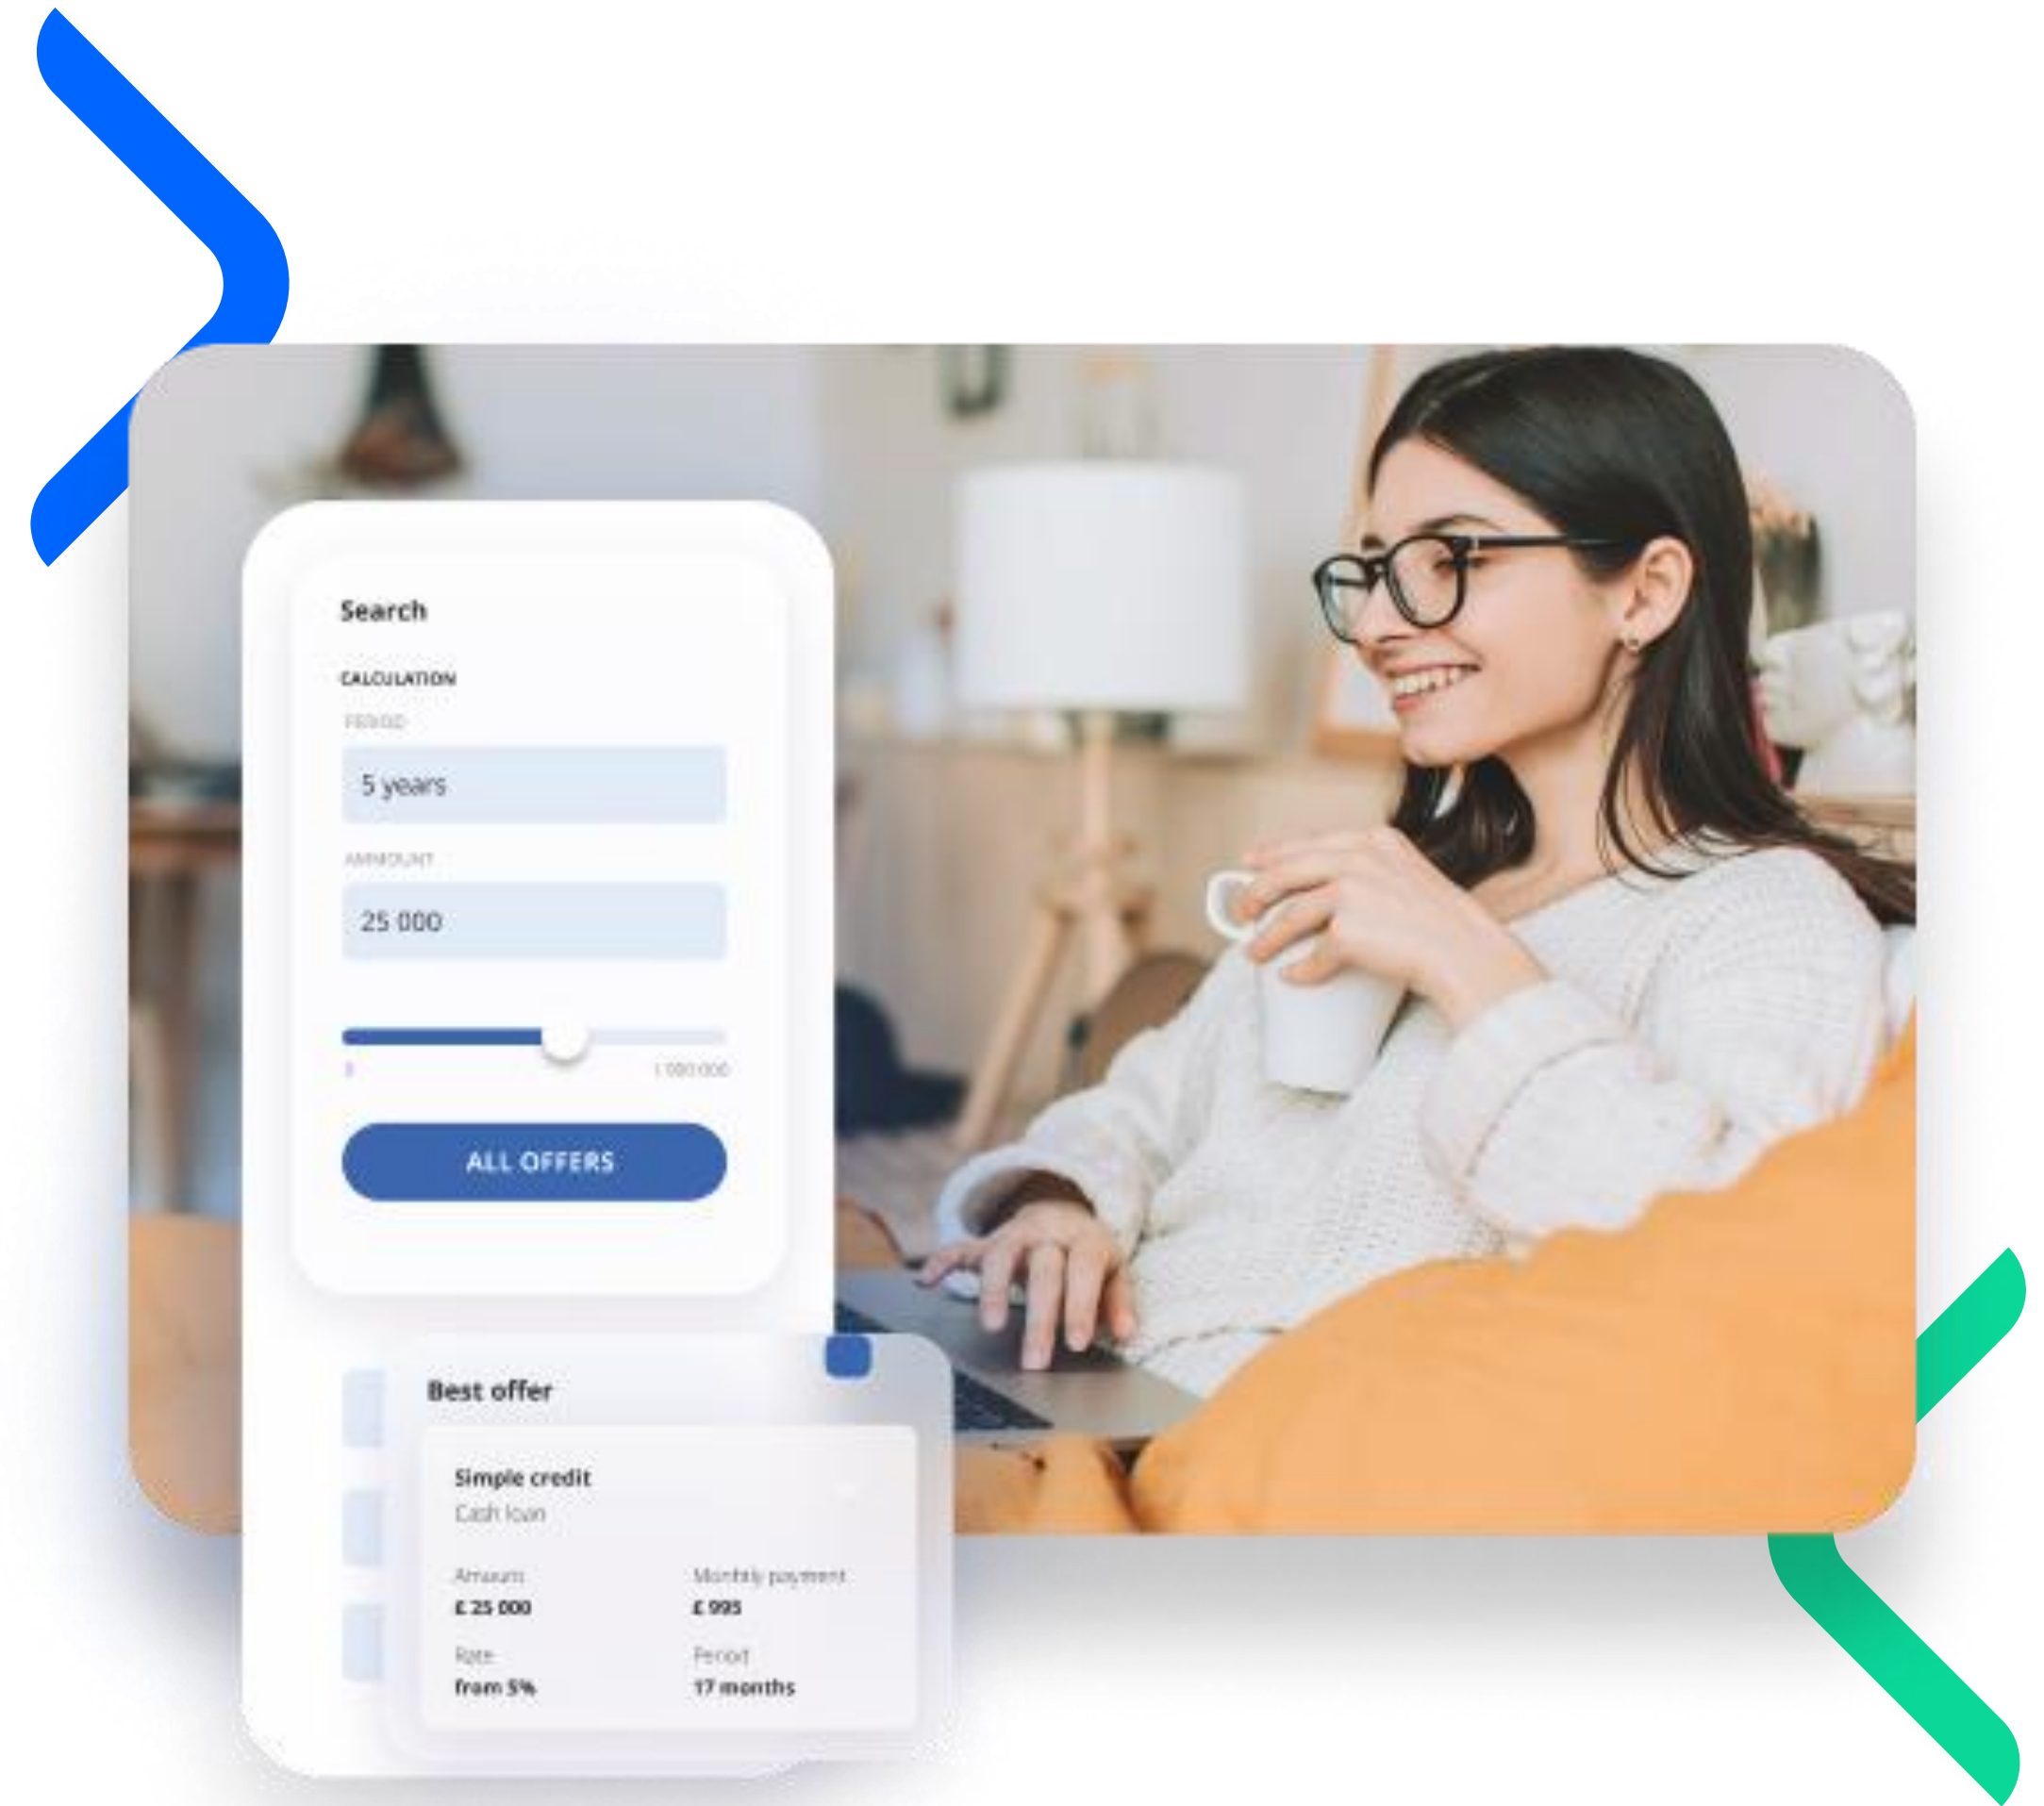 Search
CALCULATION
PERIOD
5 years
AMMOUNT
25 000
1 000 000
ALL OFFERS
Best offer
Simple credit
Cash loan
Amount Monthly payment
£ 25 000 £ 995
Rate Period
from 5% 17 months